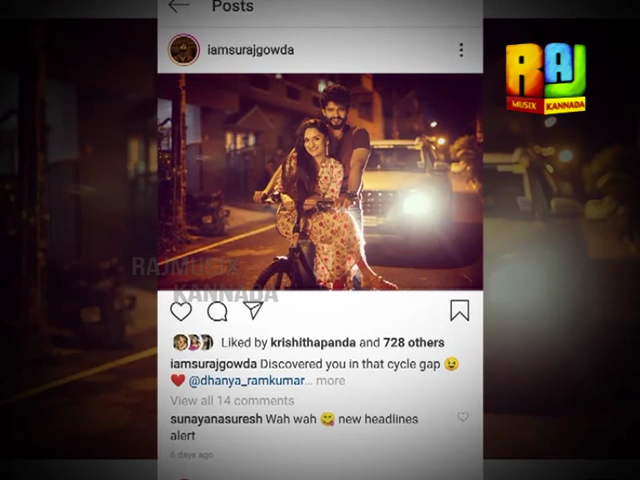 Posts
iamsurajgowda
RAJ
MUSIX KANNADA
RAJMUSIX
KANNADA
Liked by krishithapanda and 728 others
iamsurajgowda Discovered you in that cycle gap 😉
❤️ @dhanya_ramkumar... more
View all 14 comments
sunayanasuresh Wah wah 😋 new headlines
alert
6 days ago